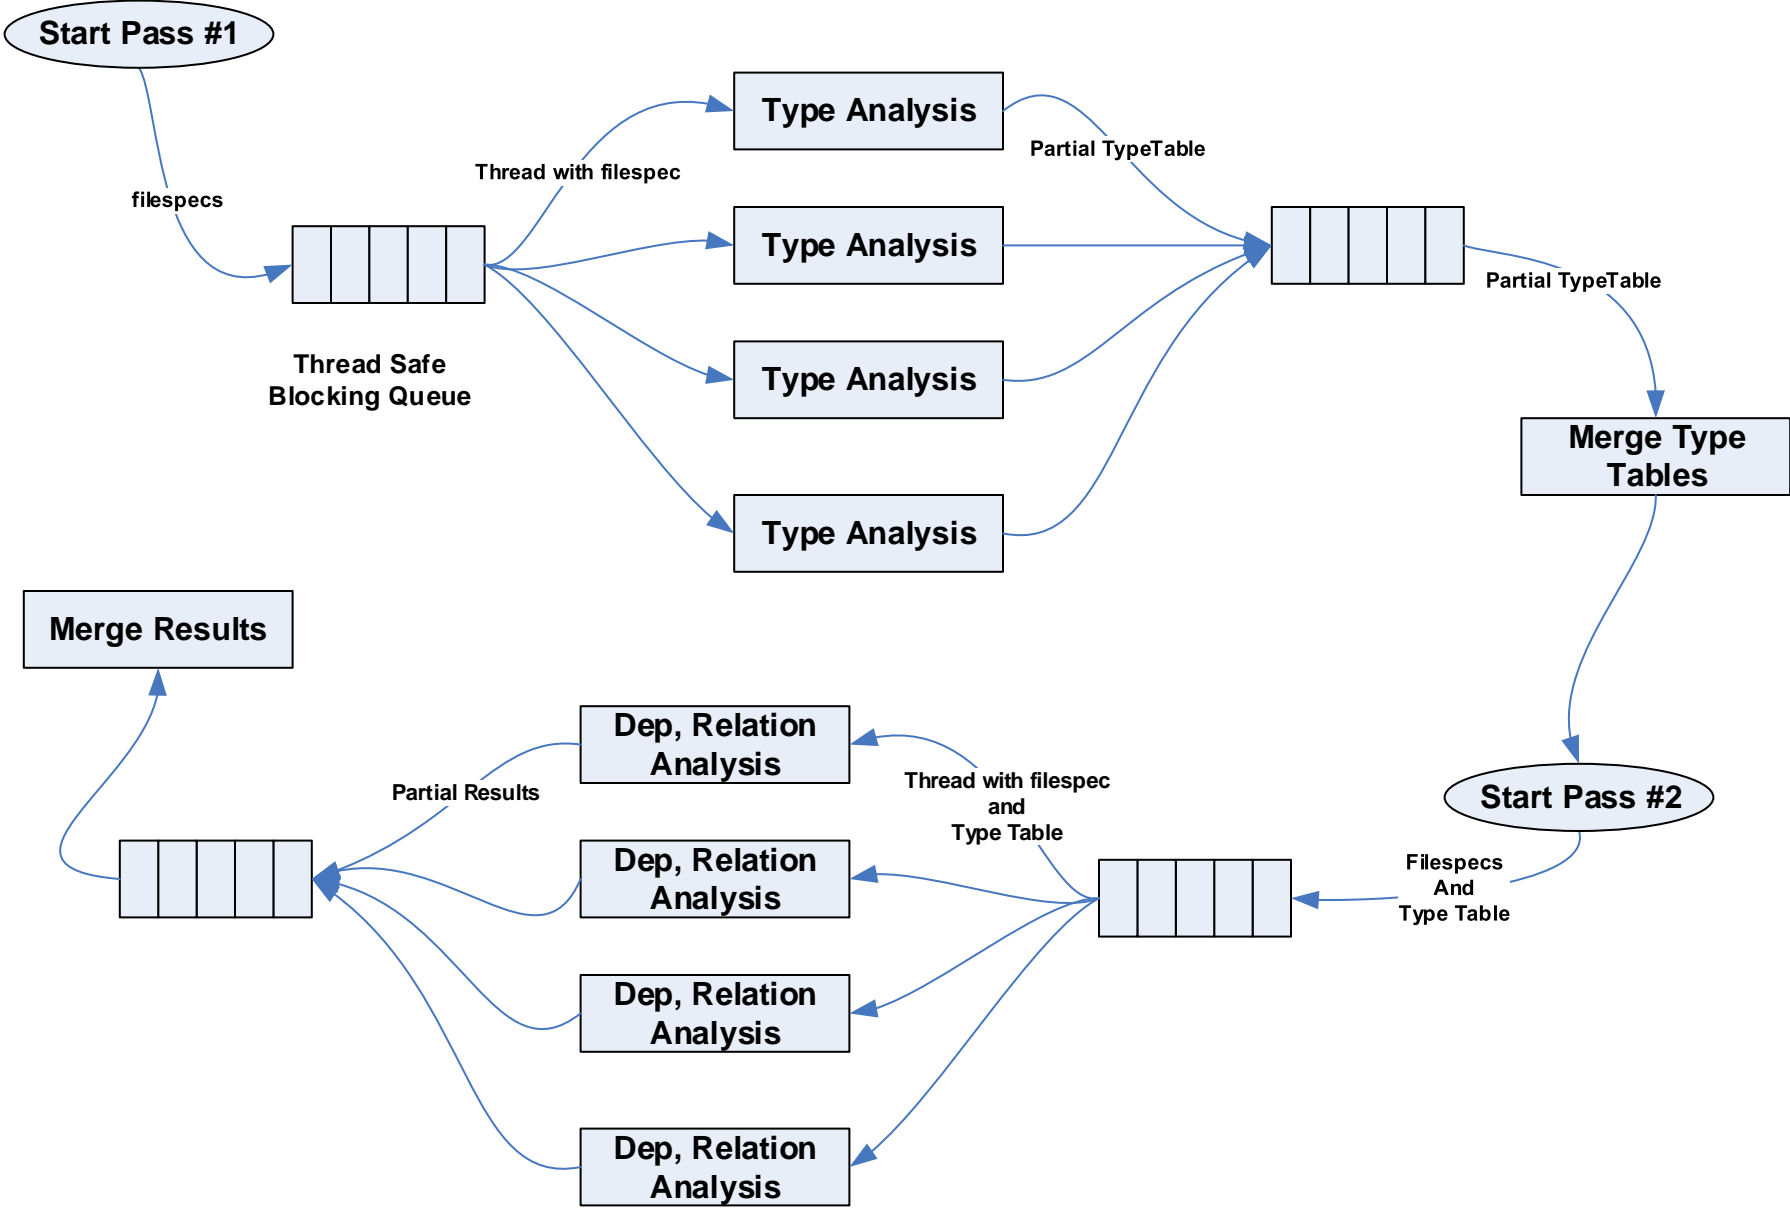 Start Pass #1
filespecs
Thread Safe
Blocking Queue
Thread with filespec
Type Analysis
Type Analysis
Type Analysis
Type Analysis
Partial TypeTable
Partial TypeTable
Merge Type
Tables
Start Pass #2
Filespecs
And
Type Table
Thread with filespec
and
Type Table
Dep, Relation
Analysis
Dep, Relation
Analysis
Dep, Relation
Analysis
Dep, Relation
Analysis
Partial Results
Merge Results